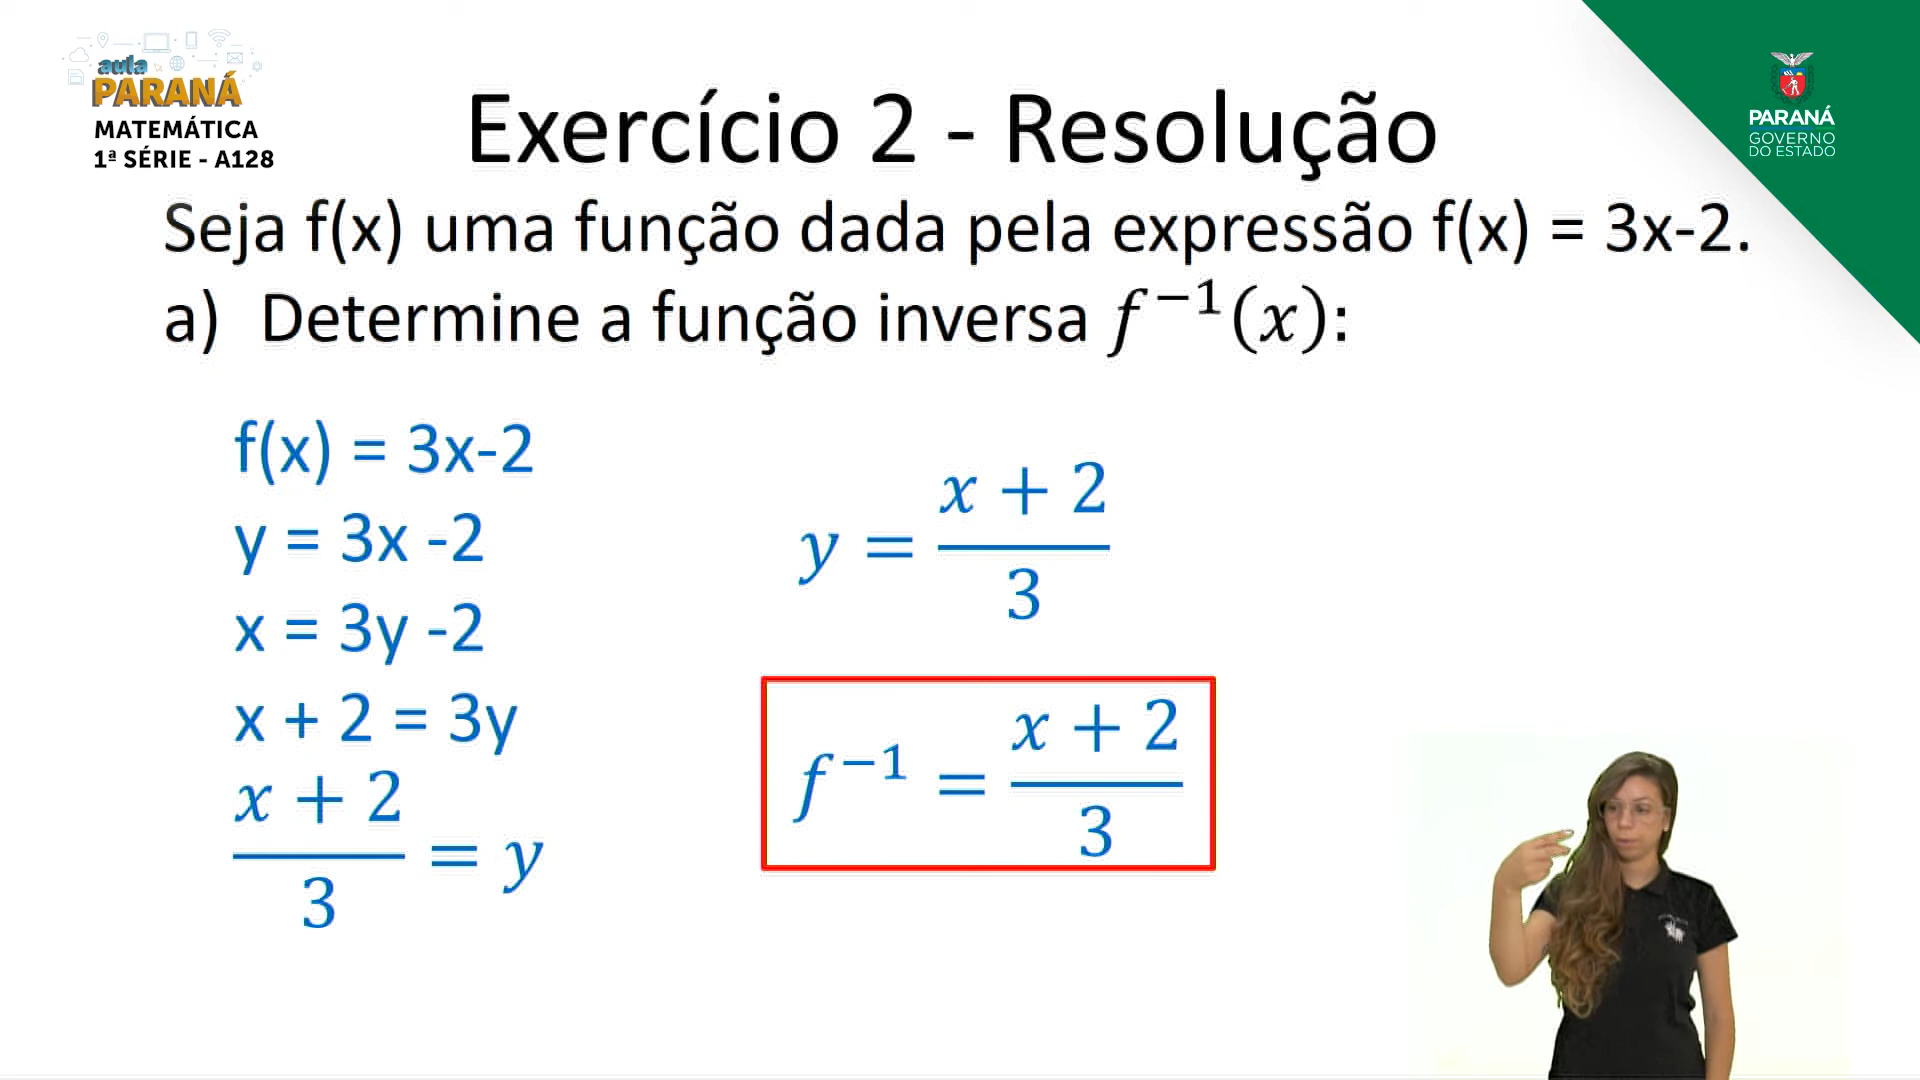 aula
PARANÁ
MATEMÁTICA
1ª SÉRIE - A128
Exercício 2 - Resolução
PARANÁ
GOVERNO
DO ESTADO
Seja f(x) uma função dada pela expressão f(x) = 3x-2.
a) Determine a função inversa f⁻¹(x):
f(x) = 3x-2
y = 3x -2
x = 3y -2
x + 2 = 3y
x + 2
3
= y
y =
x + 2
3
f⁻¹ =
x + 2
3